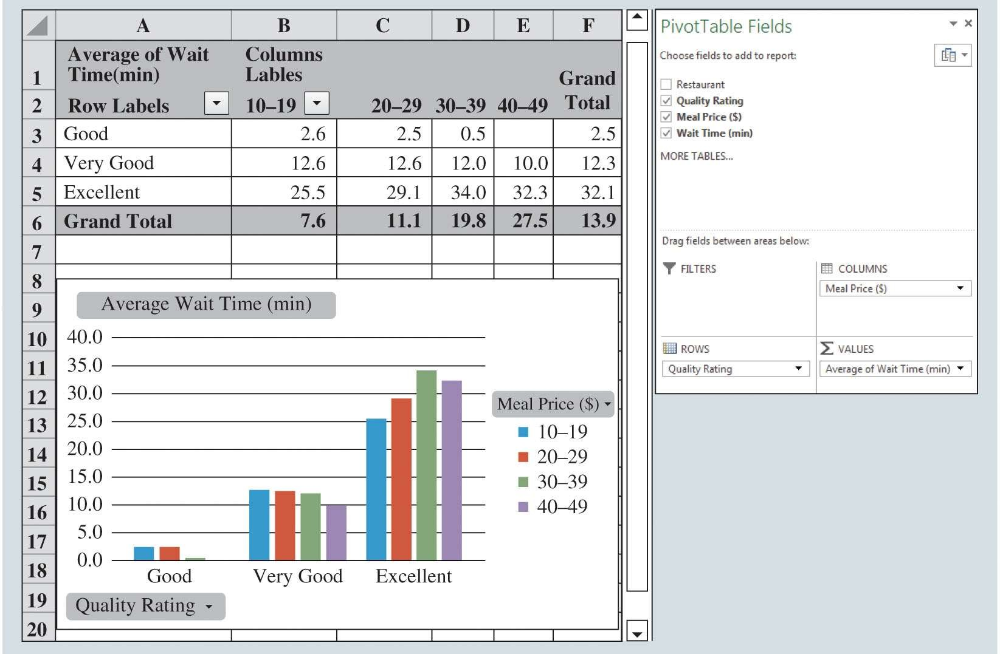 A B C D E F
1 Average of Wait Time(min) Columns Lables
2 Row Labels 10–19 20–29 30–39 40–49 Grand Total
3 Good 2.6 2.5 0.5 2.5
4 Very Good 12.6 12.6 12.0 10.0 12.3
5 Excellent 25.5 29.1 34.0 32.3 32.1
6 Grand Total 7.6 11.1 19.8 27.5 13.9
7
8
9
10
11
12
13
14
15
16
17
18
19
20
Average Wait Time (min)
40.0
35.0
30.0
25.0
20.0
15.0
10.0
5.0
0.0
Good Very Good Excellent
Quality Rating
Meal Price ($)
10–19
20–29
30–39
40–49
PivotTable Fields
Choose fields to add to report:
Restaurant
Quality Rating
Meal Price ($)
Wait Time (min)
MORE TABLES...
Drag fields between areas below:
FILTERS
COLUMNS
Meal Price ($)
ROWS
Quality Rating
VALUES
Average of Wait Time (min)